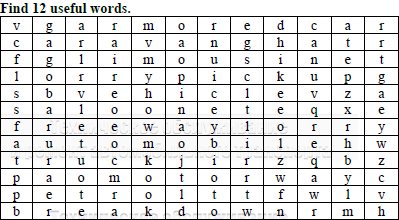 Find 12 useful words.
v g a r m o r e d c a r
c a r a v a n g h a t r
f g l i m o u s i n e t
l o r r y p i c k u p g
s b v e h i c l e v z a
s a l o o n e t e q x e
f r e e w a y l o r r y
a u t o m o b i l e h w
t r u c k j i r j q b z
p a o m o t o r w a y c
p e t r o l t t f w l v
b r e a k d o w n r m h